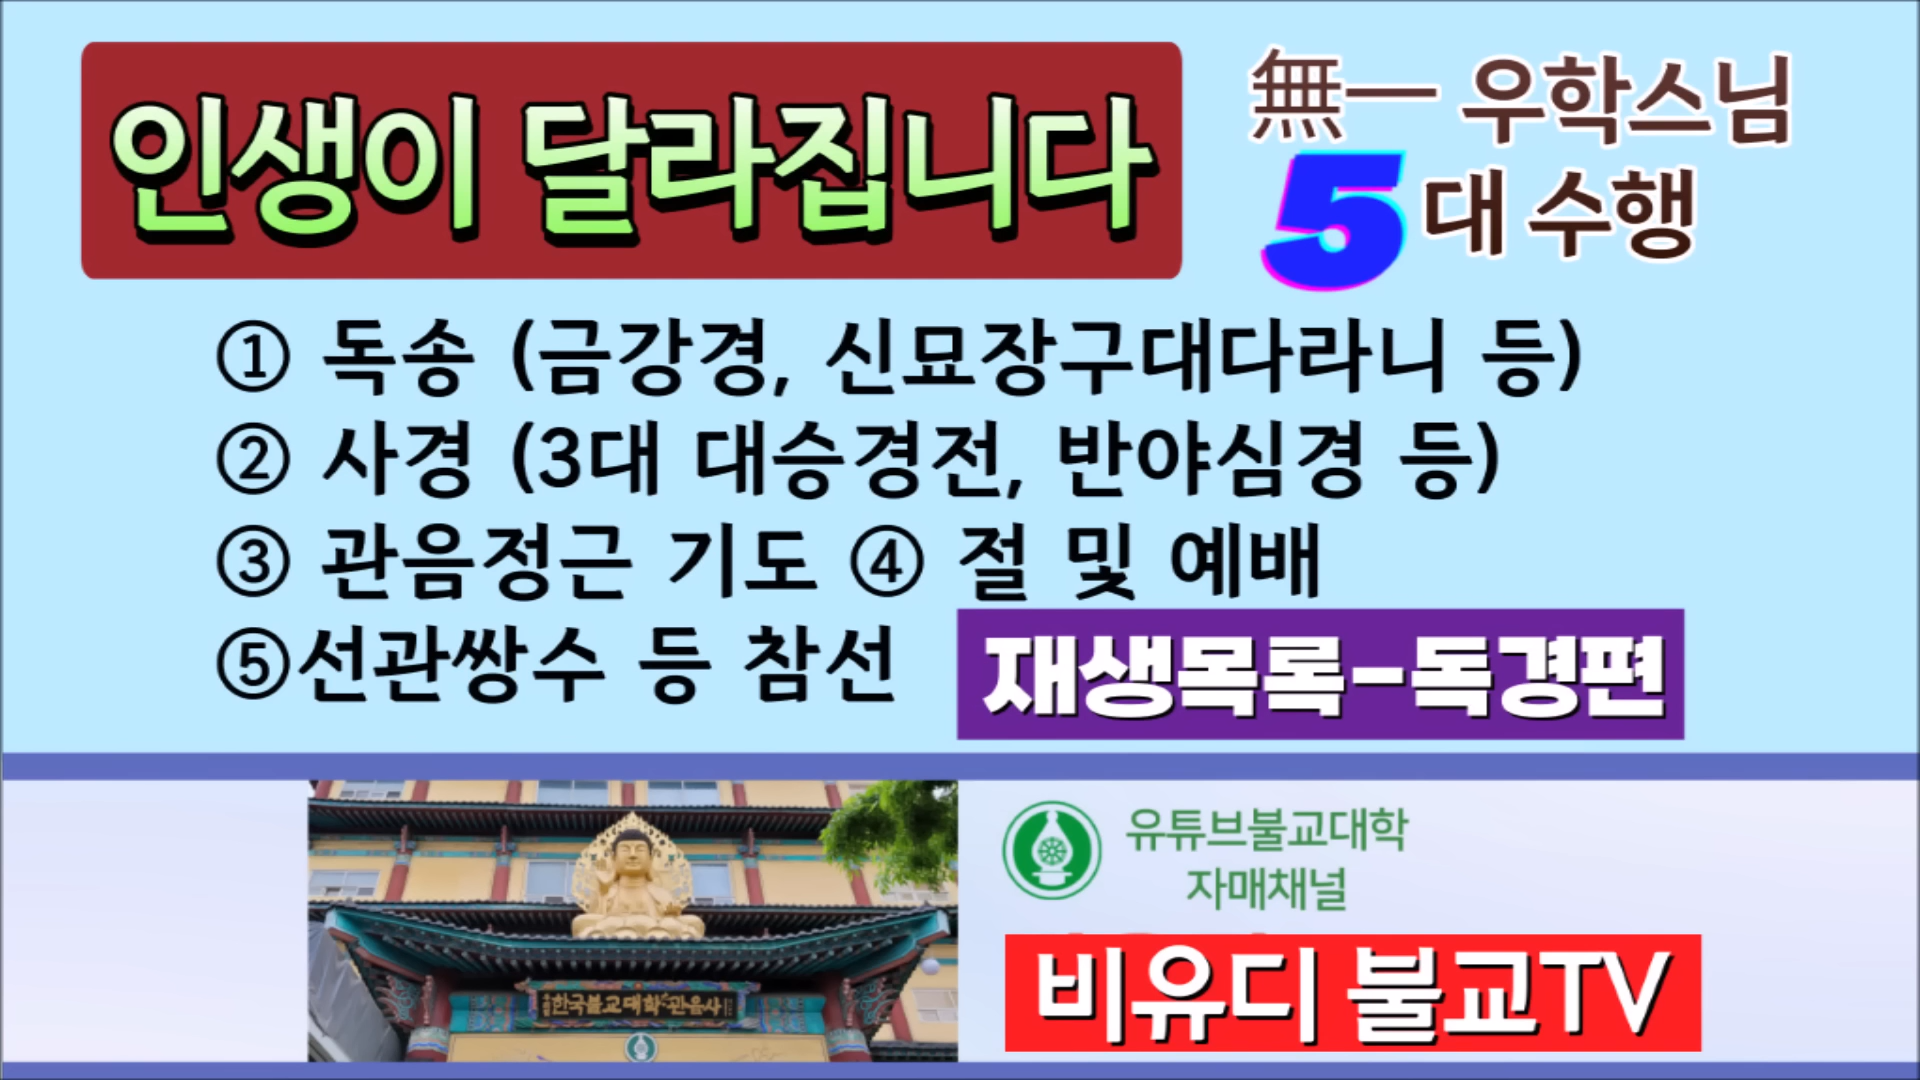 인생이 달라집니다
無一 우학스님
5대 수행
① 독송 (금강경, 신묘장구대다라니 등)
② 사경 (3대 대승경전, 반야심경 등)
③ 관음정근 기도 ④ 절 및 예배
⑤선관쌍수 등 참선
재생목록-독경편
유튜브불교대학
자매채널
비유디 불교TV
한국불교대학 관음사